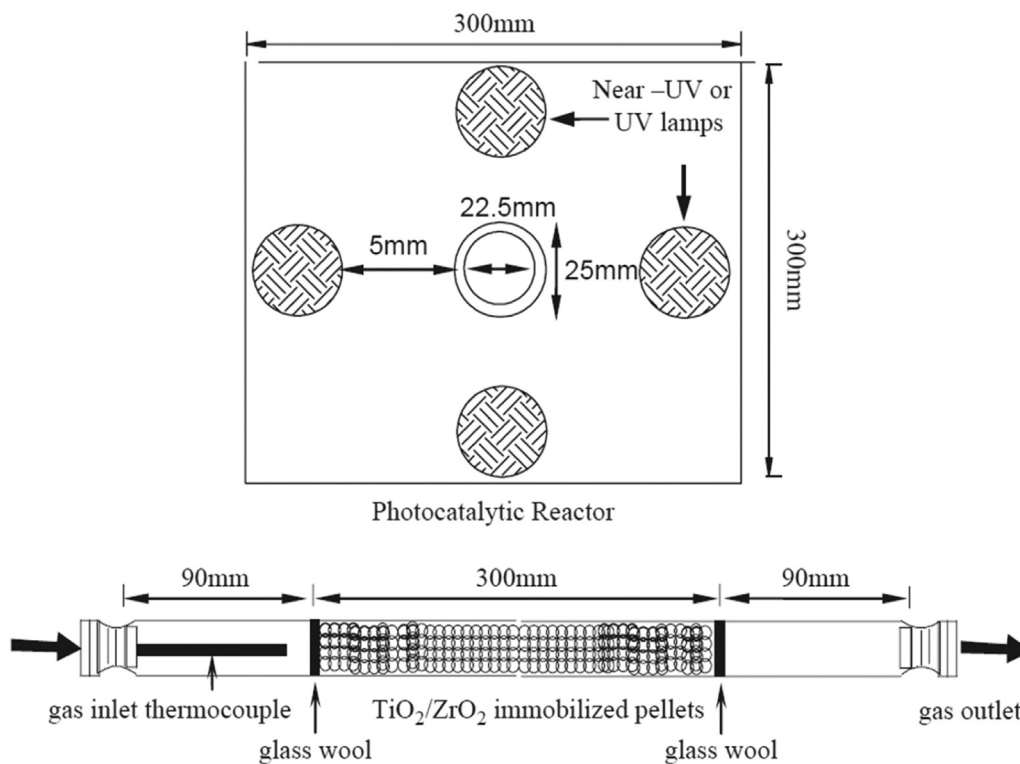 300mm
Near –UV or
UV lamps
22.5mm
5mm
25mm
300mm
Photocatalytic Reactor
90mm
300mm
90mm
gas inlet thermocouple
TiO₂/ZrO₂ immobilized pellets
gas outlet
glass wool
glass wool